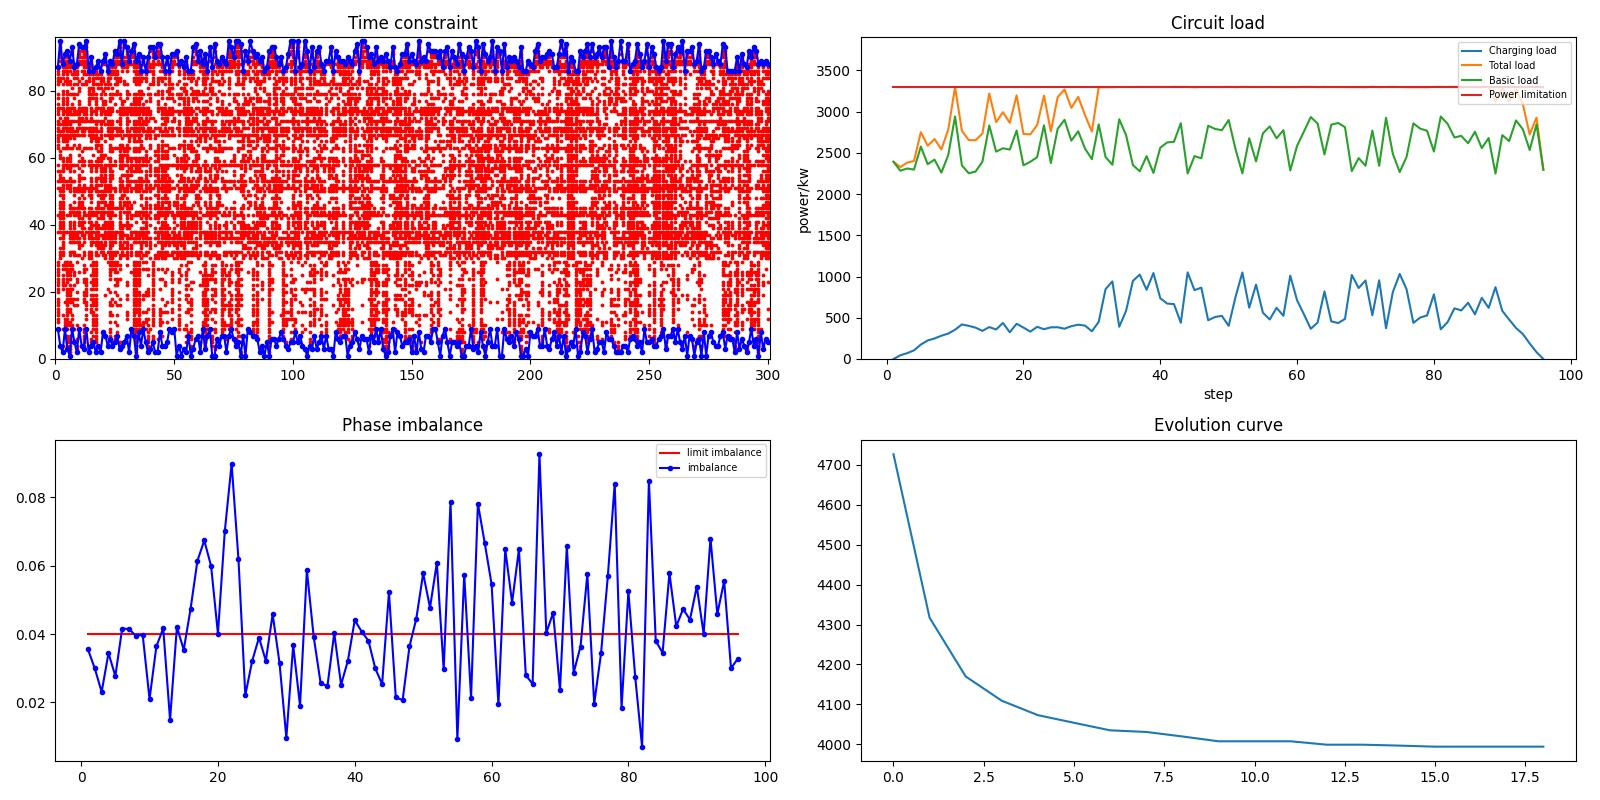 Time constraint
80
60
40
20
0
0 50 100 150 200 250 300
Circuit load
3500
3000
2500
2000
1500
1000
500
0
power/kw
Charging load
Total load
Basic load
Power limitation
0 20 40 60 80 100
step
Phase imbalance
0.08
0.06
0.04
0.02
limit imbalance
imbalance
0 20 40 60 80 100
Evolution curve
4700
4600
4500
4400
4300
4200
4100
4000
0.0 2.5 5.0 7.5 10.0 12.5 15.0 17.5